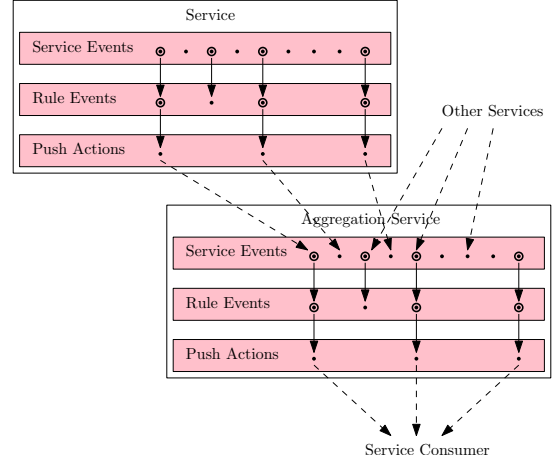 Service
Service Events
Rule Events
Push Actions
Other Services
Aggregation Service
Service Events
Rule Events
Push Actions
Service Consumer